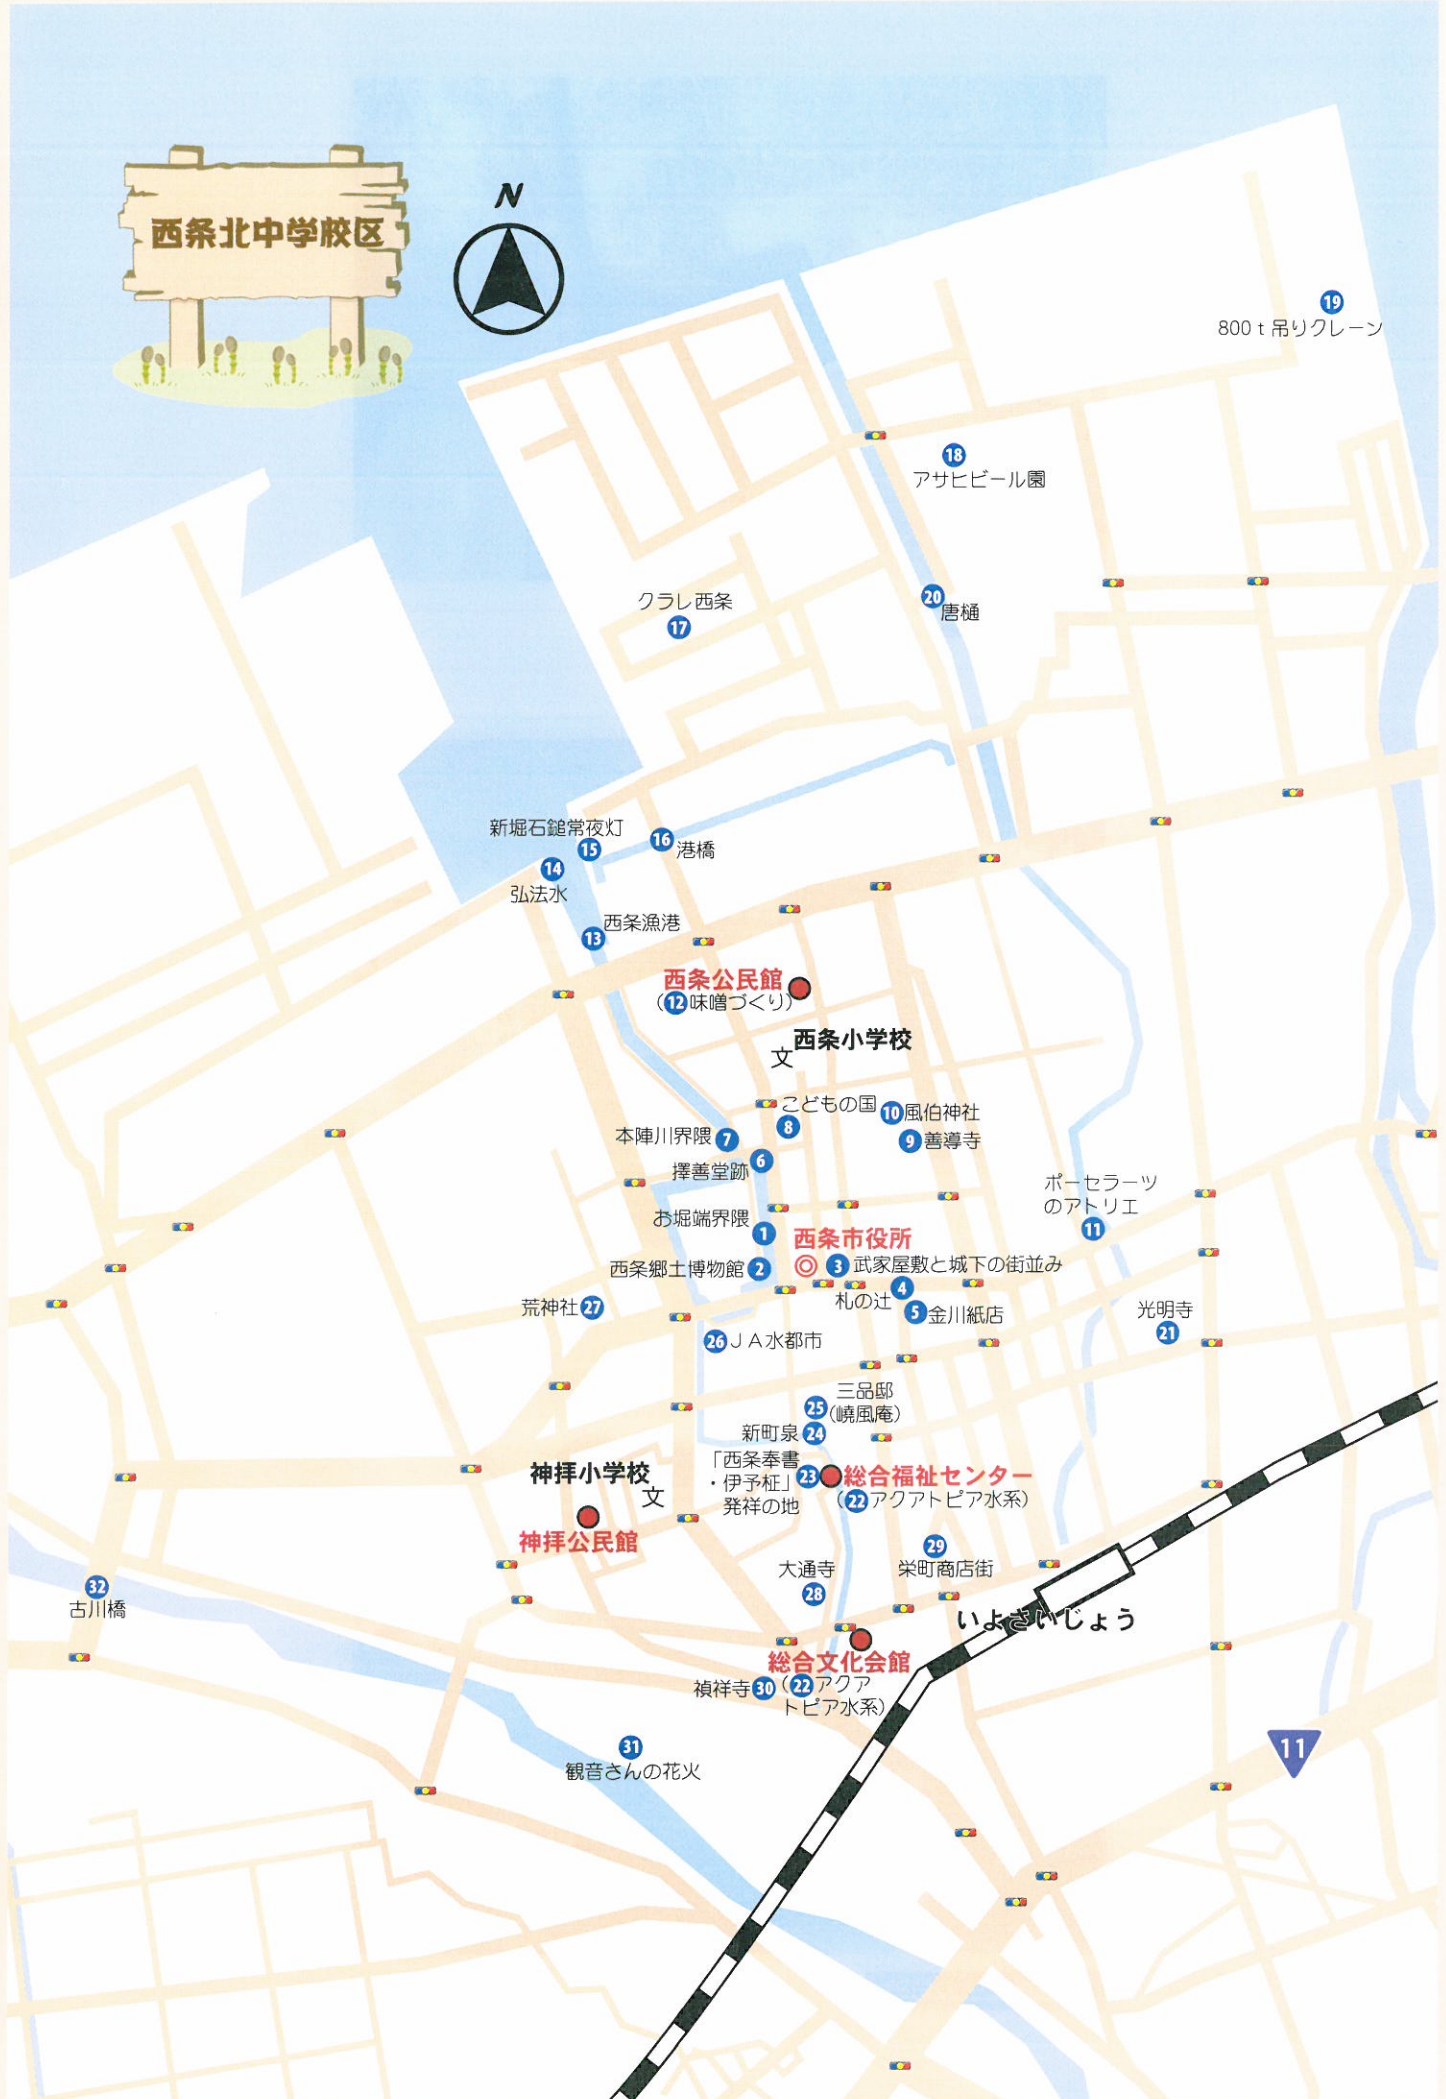 西条北中学校区
N
19
800ｔ吊りクレーン
18
アサヒビール園
クラレ西条
17
20
唐樋
新堀石鎚常夜灯
15
16
港橋
14
弘法水
西条漁港
13
西条公民館
(12味噌づくり)
西条小学校
文
こどもの国
8
10風伯神社
9善導寺
本陣川界隈7
擇善堂跡6
ポーセラーツ
のアトリエ
11
お堀端界隈
1
西条市役所
西条郷土博物館2
3武家屋敷と城下の街並み
4
札の辻
5金川紙店
荒神社27
光明寺
21
26ＪＡ水都市
三品邸
25(嶢風庵)
新町泉24
「西条奉書
・伊予柾」23
発祥の地
総合福祉センター
(22アクアトピア水系)
神拝小学校
文
神拝公民館
29
栄町商店街
大通寺
28
32
古川橋
いよさいじょう
総合文化会館
(22アクア
トピア水系)
禎祥寺30
31
観音さんの花火
11